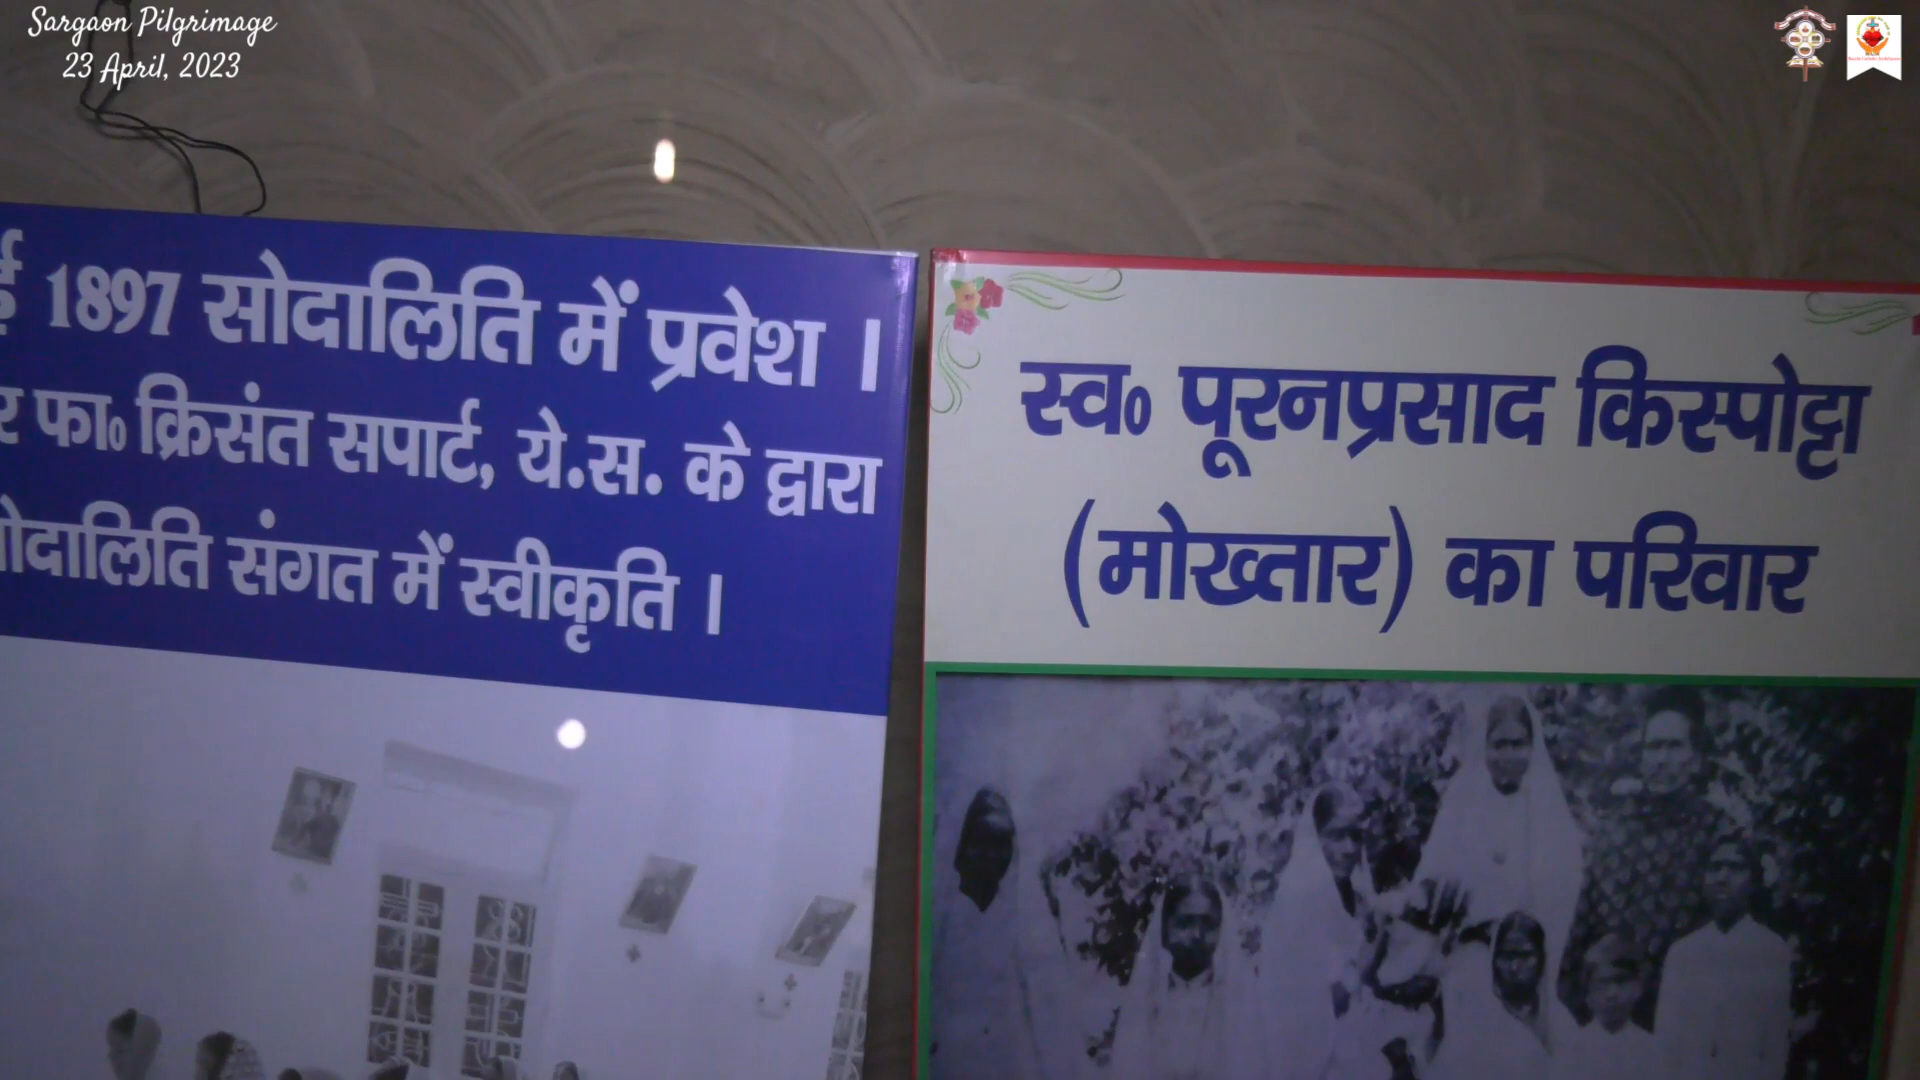 Sargaon Pilgrimage
23 April, 2023
1897 सोदालिति में प्रवेश ।
फा० क्रिसंत सपार्ट, ये.स. के द्वारा
संगत में स्वीकृति ।
स्व० पूरनप्रसाद किस्पोट्टा
(मोख्तार) का परिवार